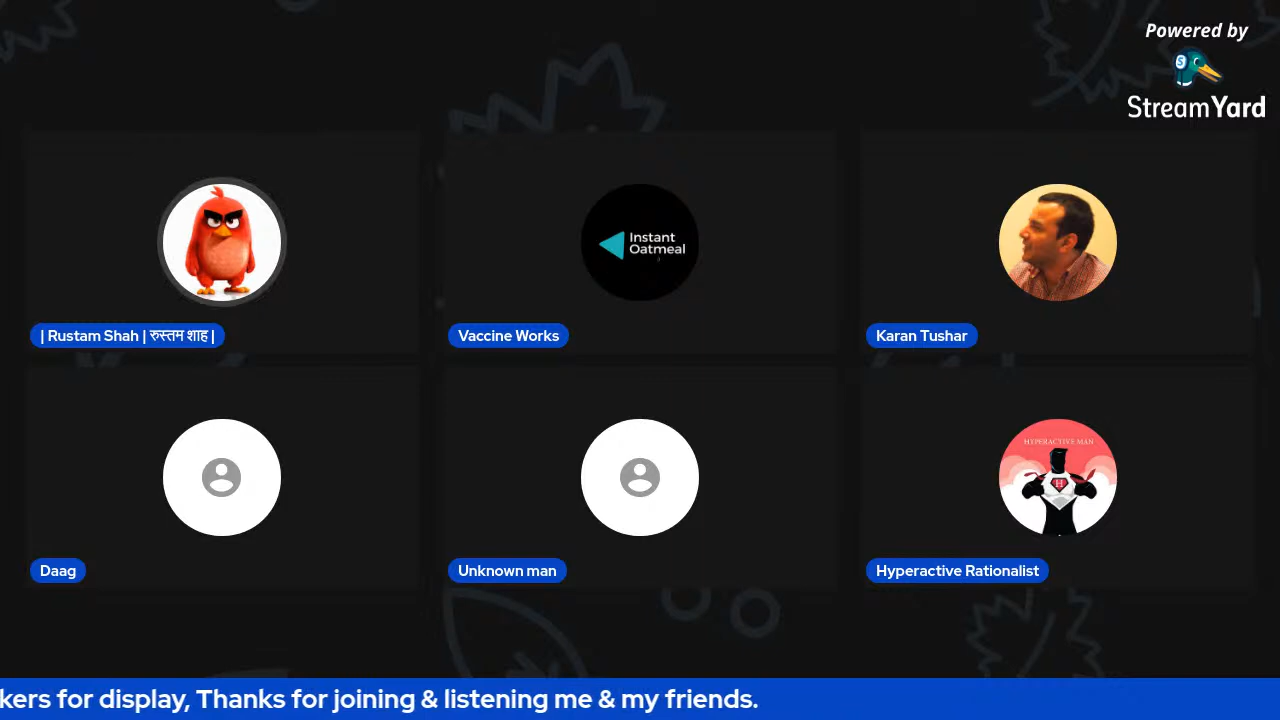 Powered by
StreamYard
Instant
Oatmeal
| Rustam Shah | रुस्तम शाह |
Vaccine Works
Karan Tushar
HYPERACTIVE MAN
H
Daag
Unknown man
Hyperactive Rationalist
kers for display, Thanks for joining & listening me & my friends.